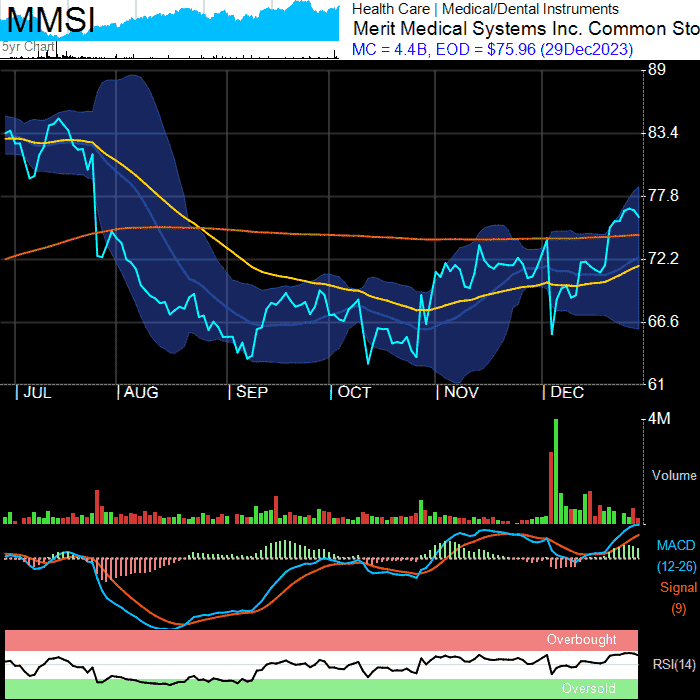 MMSI
5yr Chart
Health Care | Medical/Dental Instruments
Merit Medical Systems Inc. Common Sto
MC = 4.4B, EOD = $75.96 (29Dec2023)
89
83.4
77.8
72.2
66.6
61
JUL
AUG
SEP
OCT
NOV
DEC
4M
Volume
MACD
(12-26)
Signal
(9)
Overbought
RSI(14)
Oversold